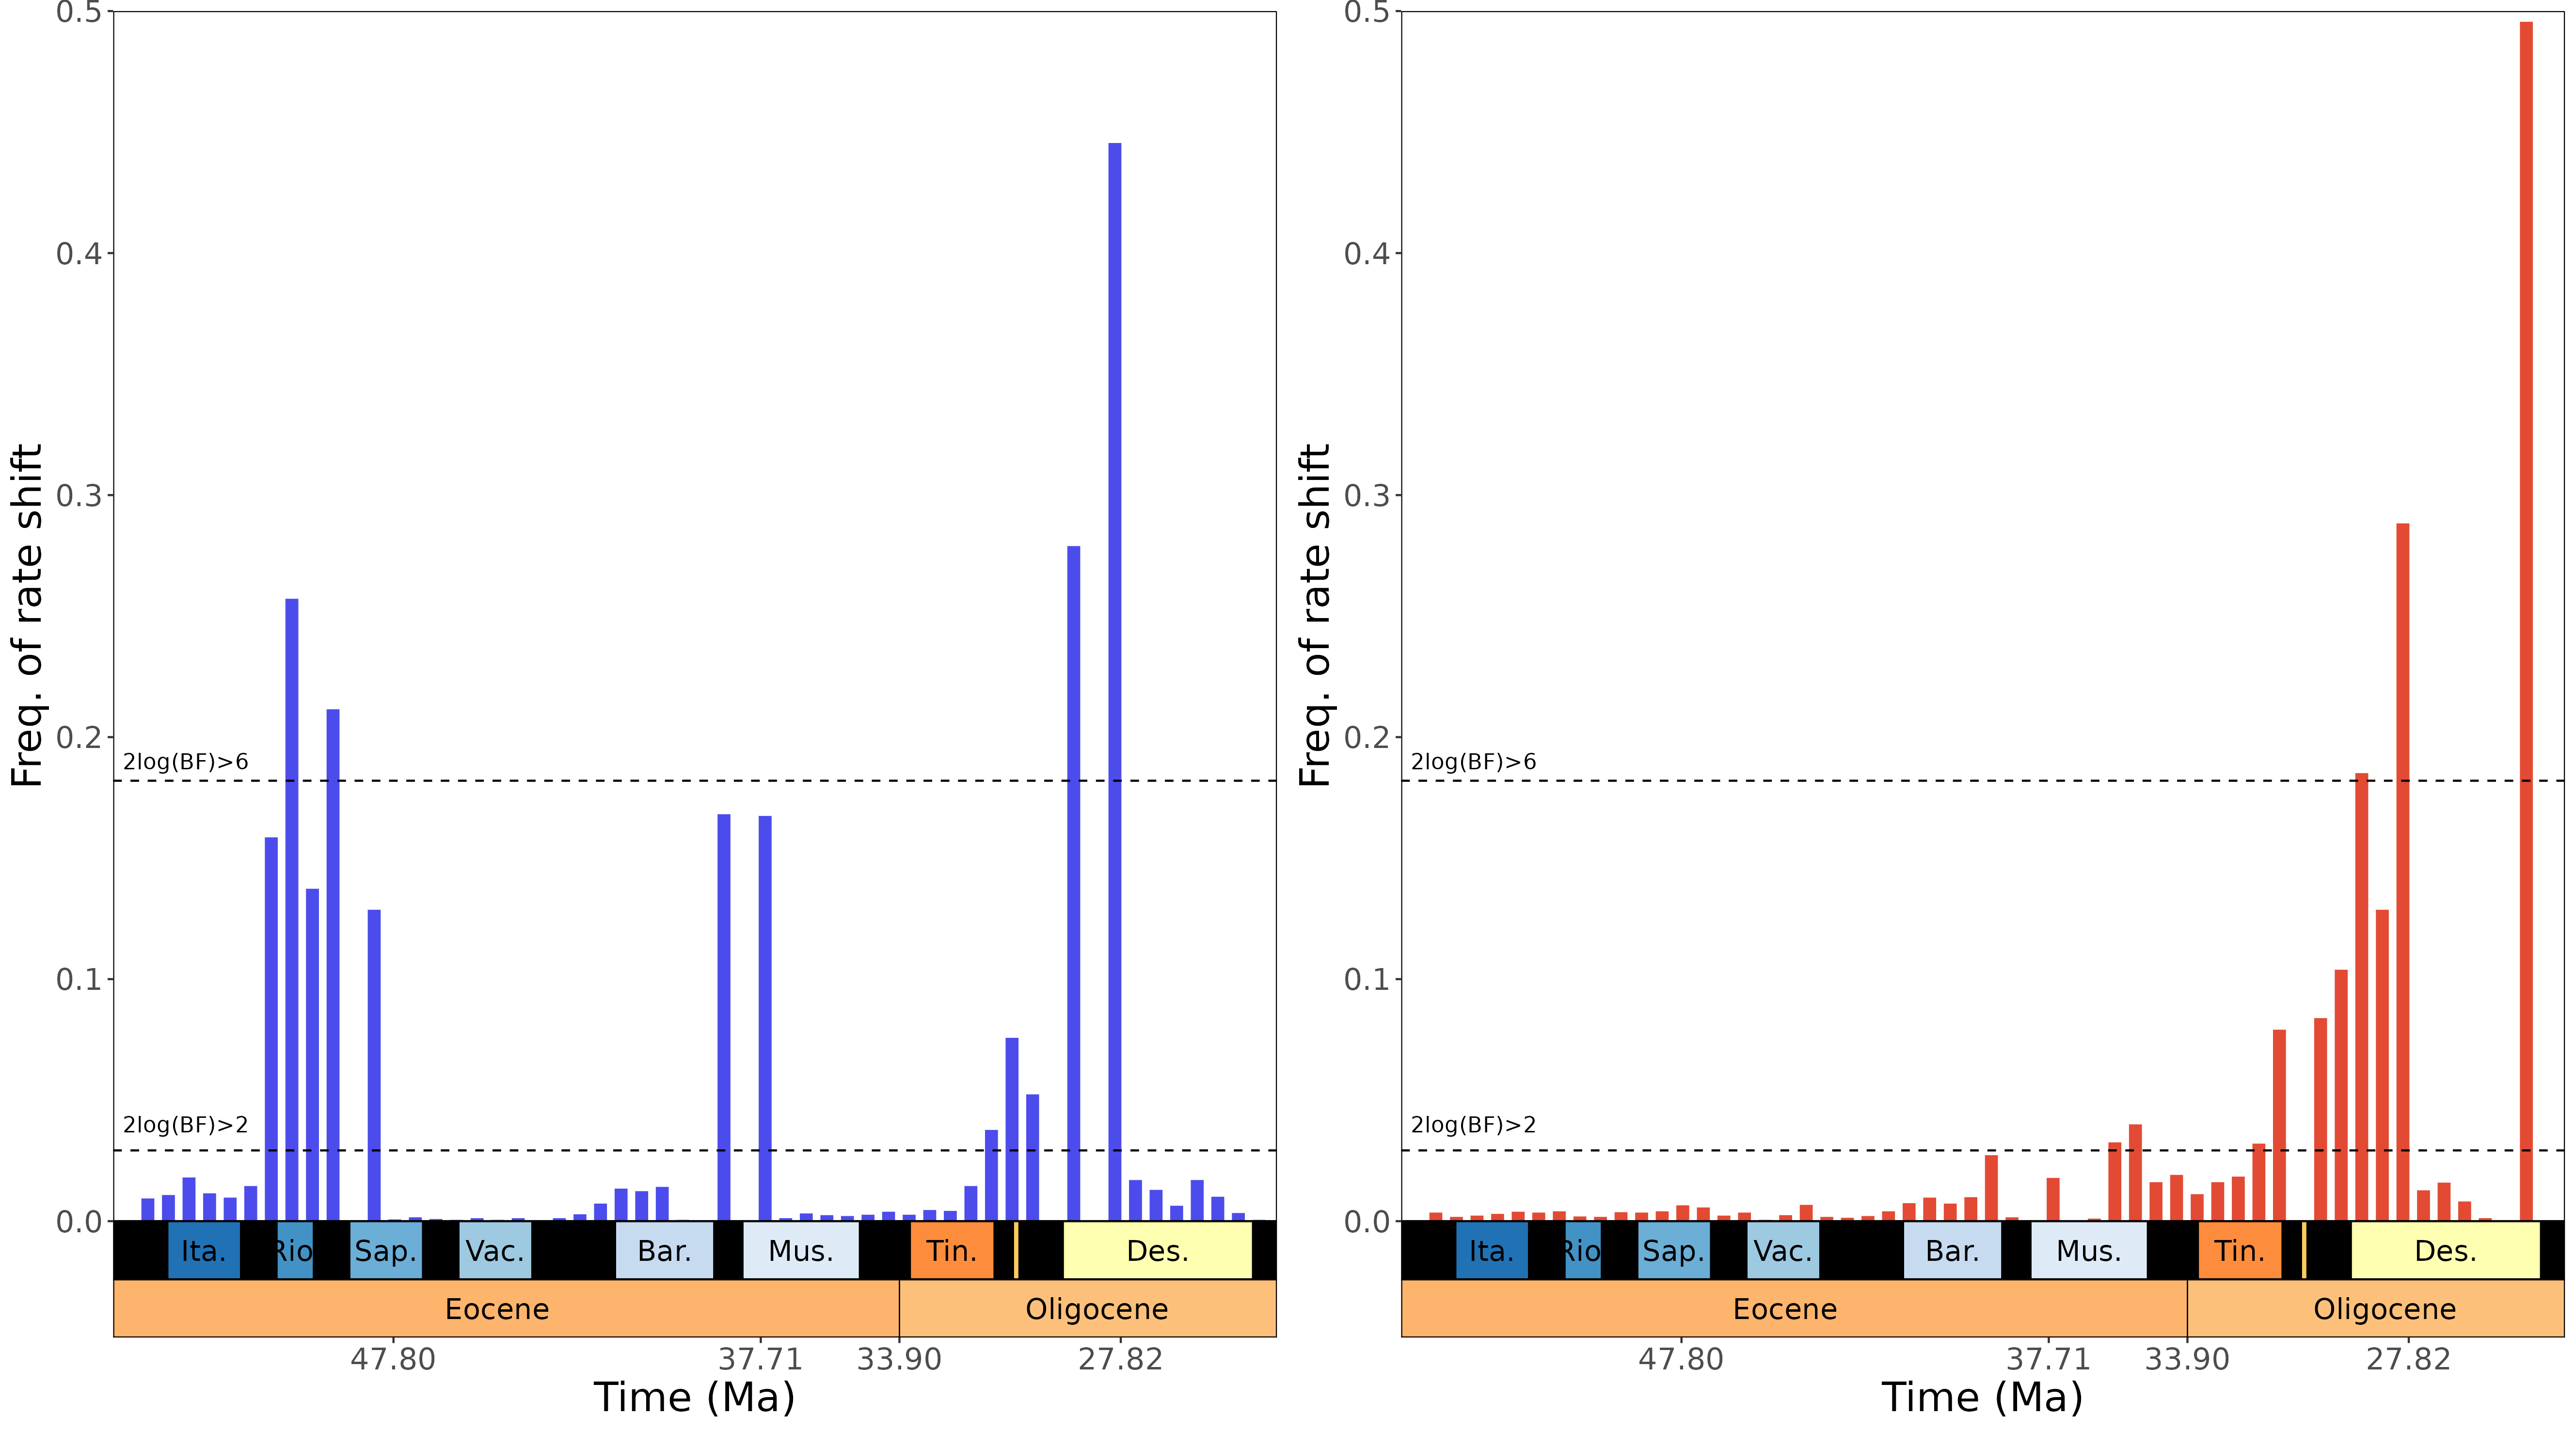 Freq. of rate shift
0.5
0.4
0.3
0.2
0.1
0.0
2log(BF)>6
2log(BF)>2
Ita. Rio Sap. Vac. Bar. Mus. Tin. Des.
Eocene Oligocene
47.80 37.71 33.90 27.82
Time (Ma)
Freq. of rate shift
0.5
0.4
0.3
0.2
0.1
0.0
2log(BF)>6
2log(BF)>2
Ita. Rio Sap. Vac. Bar. Mus. Tin. Des.
Eocene Oligocene
47.80 37.71 33.90 27.82
Time (Ma)